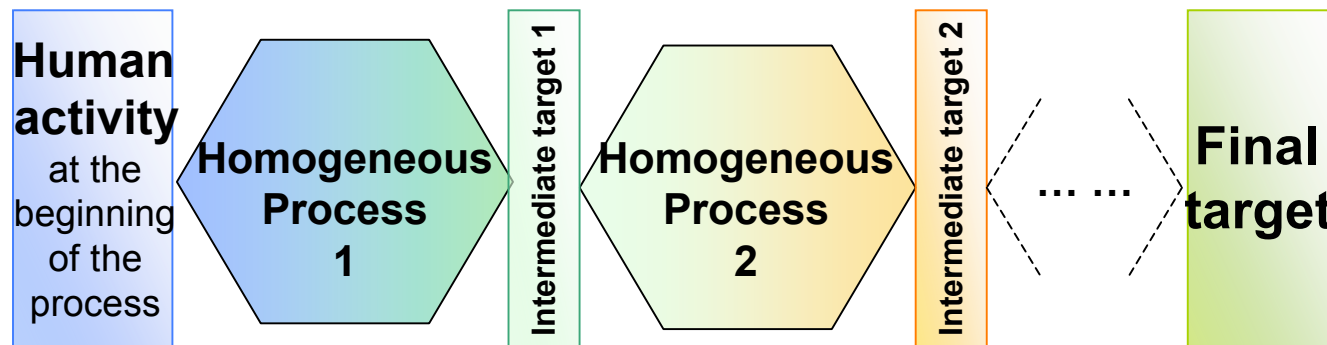 Human
activity
at the
beginning
of the
process
Homogeneous
Process
1
Intermediate target 1
Homogeneous
Process
2
Intermediate target 2
... ...
Final
target